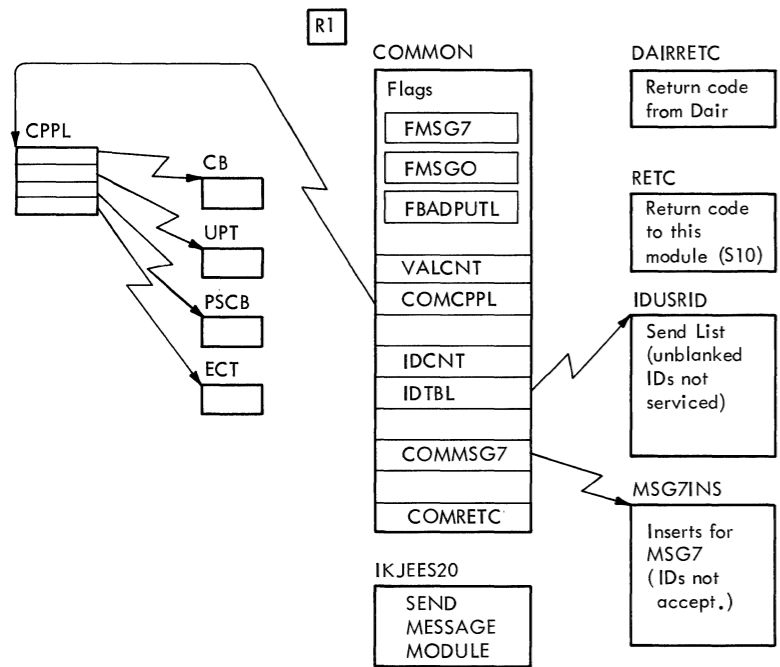 R1
CPPL
CB
UPT
PSCB
ECT
COMMON
Flags
FMSG7
FMSGO
FBADPUTL
VALCNT
COMCPPL
IDCNT
IDTBL
COMMSG7
COMRETC
IKJEES20
SEND
MESSAGE
MODULE
DAIRRETC
Return code
from Dair
RETC
Return code
to this
module (S10)
IDUSRID
Send List
(unblanked
IDs not
serviced)
MSG7INS
Inserts for
MSG7
(IDs not
accept.)